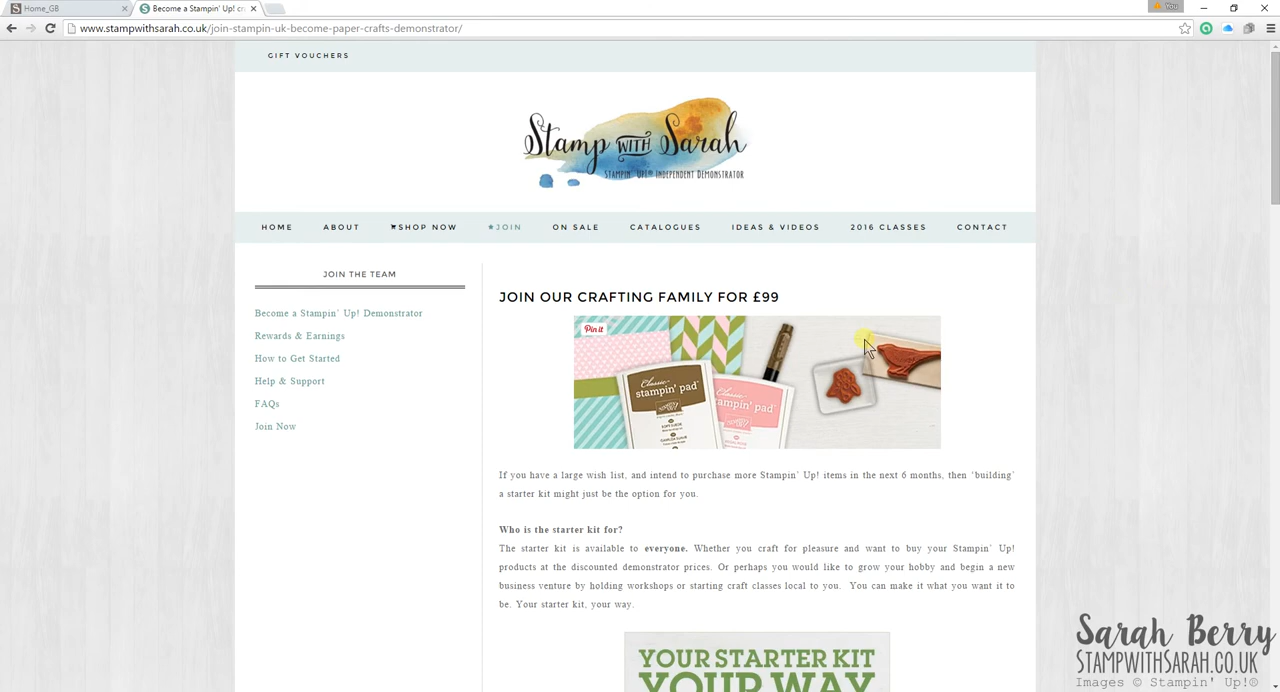 Home_GB
Become a Stampin' Up! cr
You
www.stampwithsarah.co.uk/join-stampin-uk-become-paper-crafts-demonstrator/
GIFT VOUCHERS
Stamp WITH Sarah
STAMPIN' UP!® INDEPENDENT DEMONSTRATOR
HOME ABOUT SHOP NOW JOIN ON SALE CATALOGUES IDEAS & VIDEOS 2016 CLASSES CONTACT
JOIN THE TEAM
Become a Stampin' Up! Demonstrator
Rewards & Earnings
How to Get Started
Help & Support
FAQs
Join Now
JOIN OUR CRAFTING FAMILY FOR £99
Pin it
Classic
stampin' pad
Classic
stampin' pad
If you have a large wish list, and intend to purchase more Stampin' Up! items in the next 6 months, then 'building'
a starter kit might just be the option for you.
Who is the starter kit for?
The starter kit is available to everyone. Whether you craft for pleasure and want to buy your Stampin' Up!
products at the discounted demonstrator prices. Or perhaps you would like to grow your hobby and begin a new
business venture by holding workshops or starting craft classes local to you. You can make it what you want it to
be. Your starter kit, your way.
YOUR STARTER KIT
YOUR WAY
Sarah Berry
STAMPWITHSARAH.CO.UK
Images © Stampin' Up!®